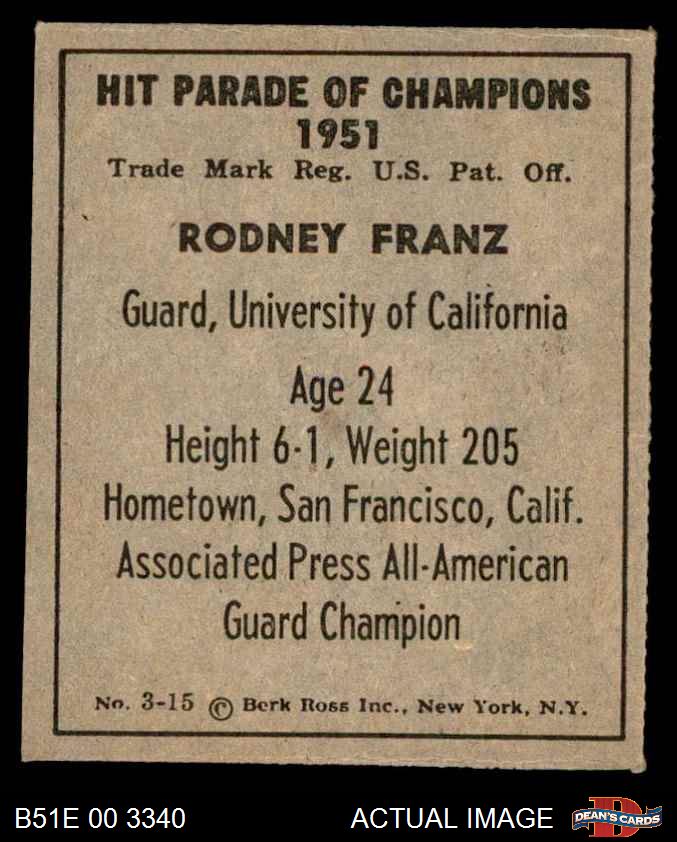 HIT PARADE OF CHAMPIONS
1951
Trade Mark Reg. U.S. Pat. Off.
RODNEY FRANZ
Guard, University of California
Age 24
Height 6-1, Weight 205
Hometown, San Francisco, Calif.
Associated Press All-American
Guard Champion
No. 3-15 © Berk Ross Inc., New York, N.Y.
B51E 00 3340 ACTUAL IMAGE
D
DEAN'S CARDS